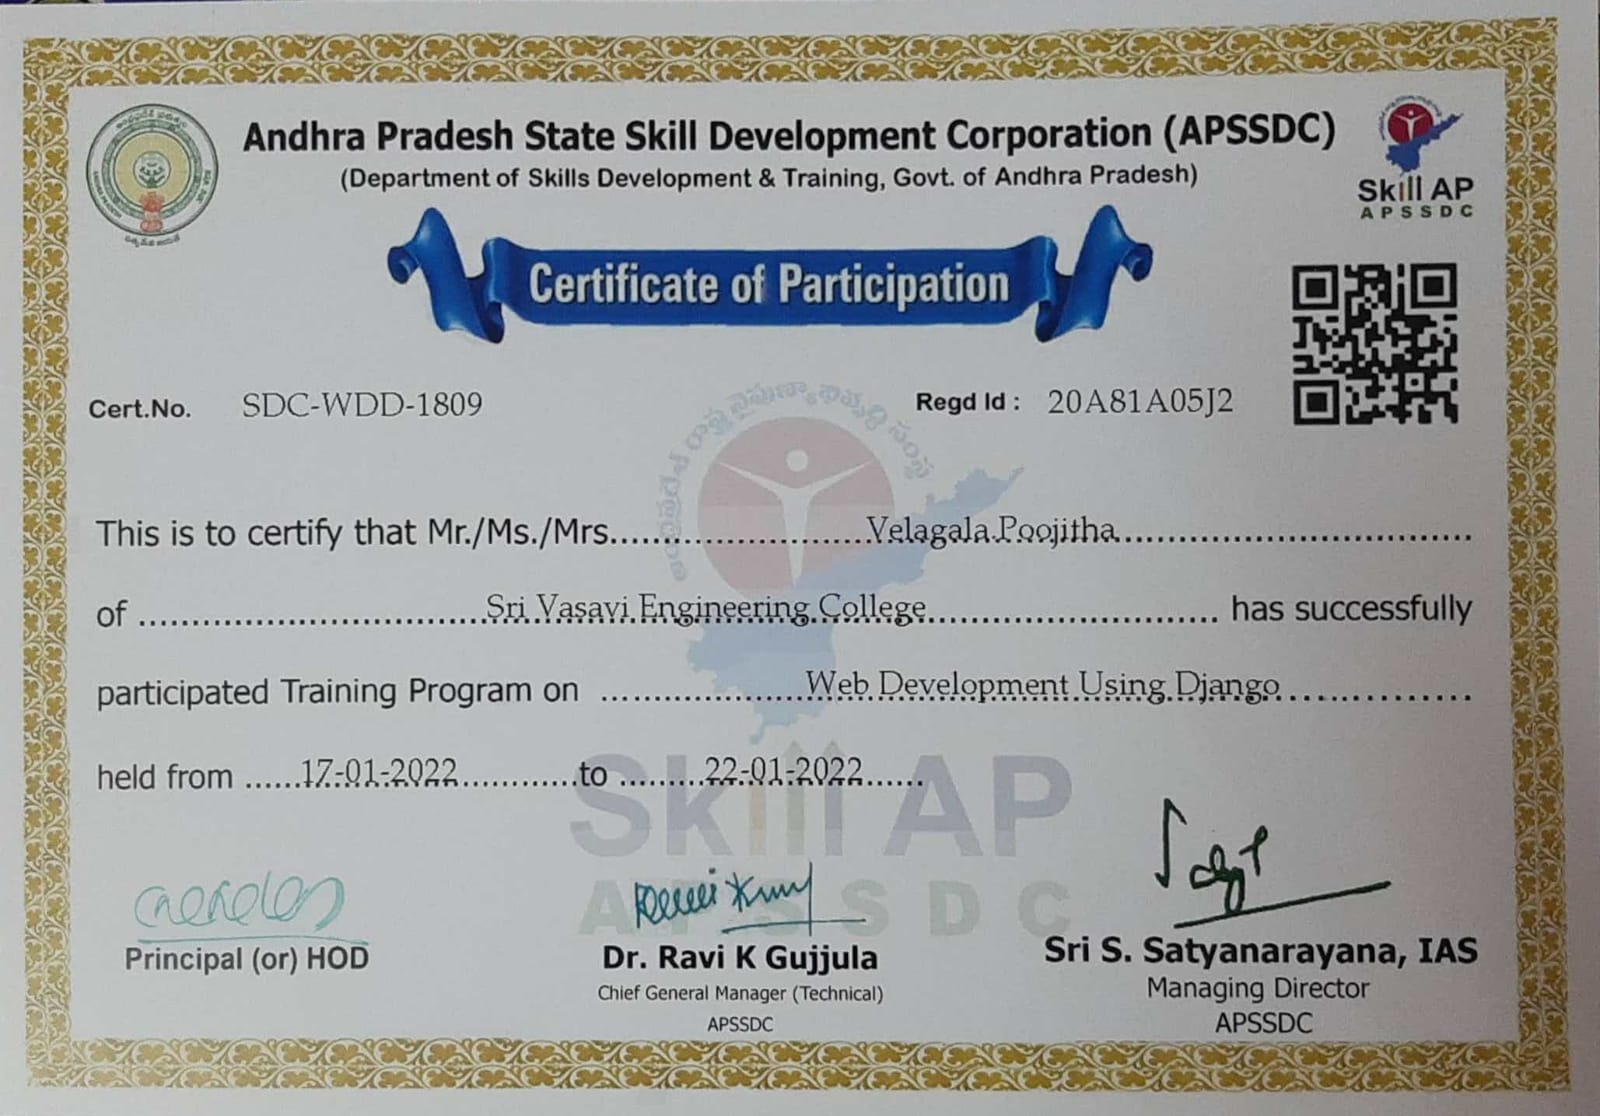 Andhra Pradesh State Skill Development Corporation (APSSDC)
(Department of Skills Development & Training, Govt. of Andhra Pradesh)
Skill AP
APSSDC
Certificate of Participation
Cert.No. SDC-WDD-1809
Regd Id : 20A81A05J2
This is to certify that Mr./Ms./Mrs.......................Velagala.Poojitha.................................
of ...................................Sri Vasavi Engineering College............................. has successfully
participated Training Program on ....................Web Development Using Django...................
held from ......17-01-2022............to .........22-01-2022......
Skill AP
APSSDC
Principal (or) HOD
Dr. Ravi K Gujjula
Chief General Manager (Technical)
APSSDC
Sri S. Satyanarayana, IAS
Managing Director
APSSDC